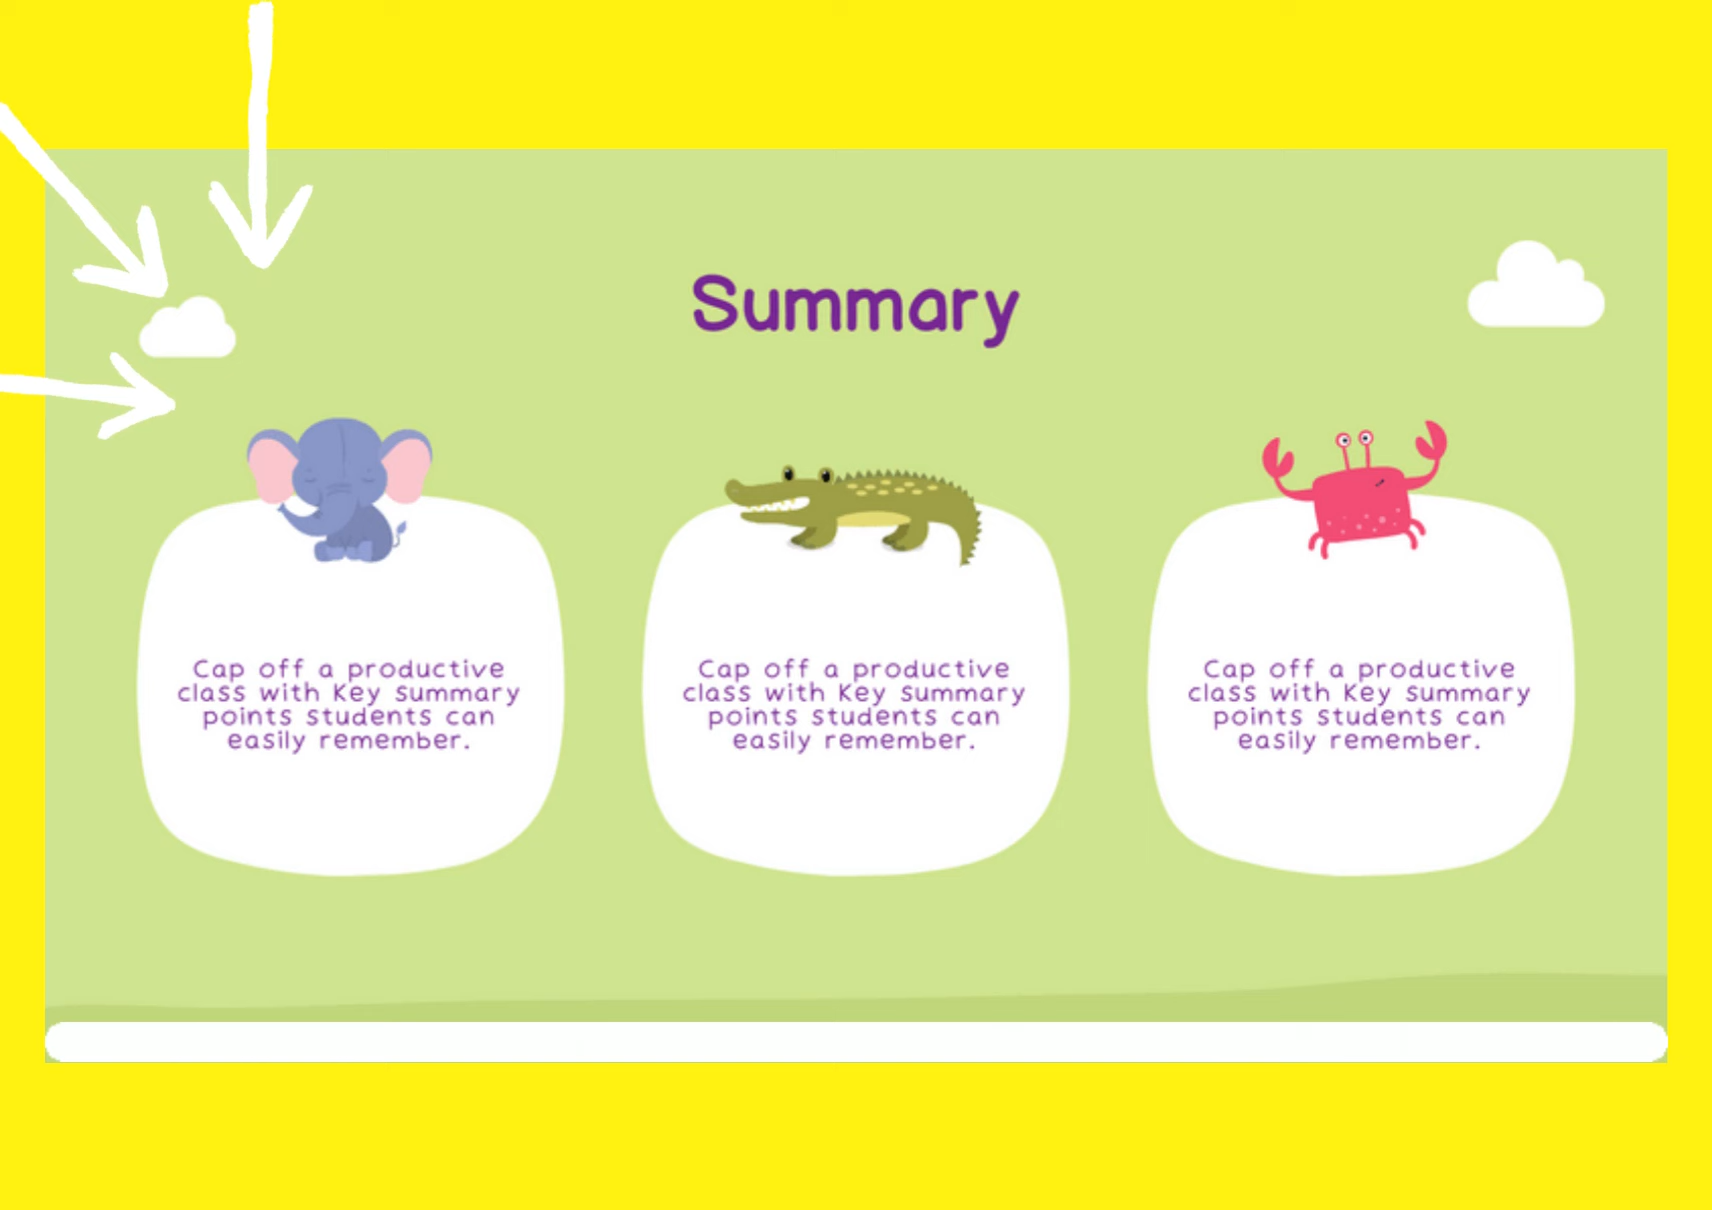 Summary
Cap off a productive
class with Key summary
points students can
easily remember.
Cap off a productive
class with Key summary
points students can
easily remember.
Cap off a productive
class with Key summary
points students can
easily remember.